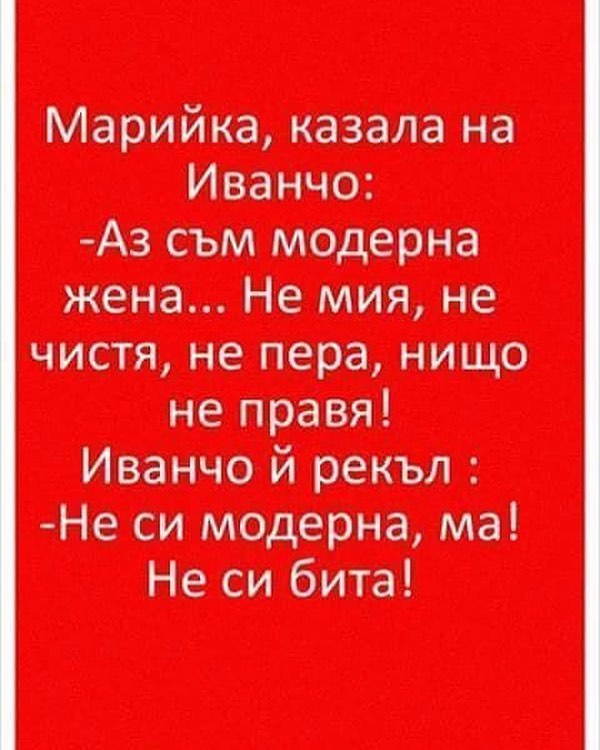 Марийка, казала на
Иванчо:
-Аз съм модерна
жена... Не мия, не
чистя, не пера, нищо
не правя!
Иванчо й рекъл :
-Не си модерна, ма!
Не си бита!